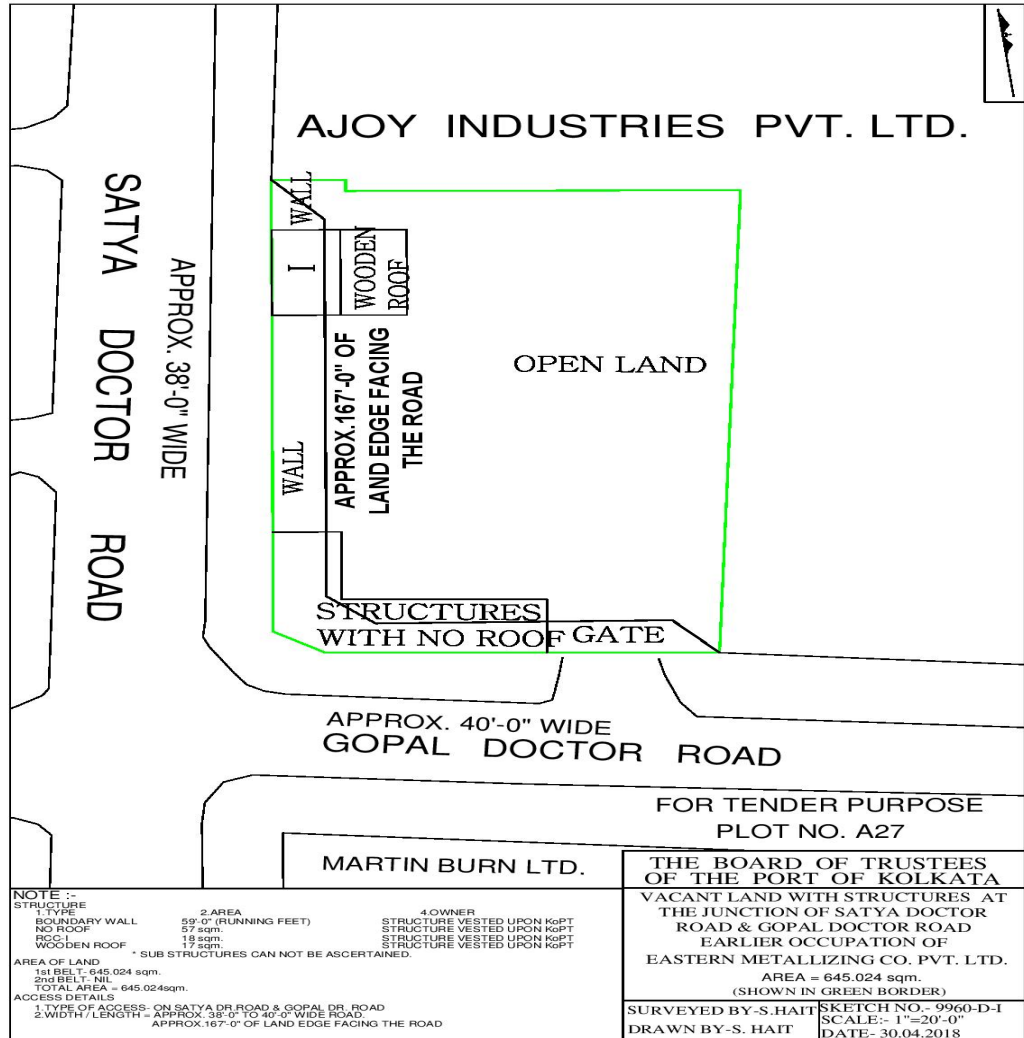 AJOY INDUSTRIES PVT. LTD.
SATYA DOCTOR ROAD
APPROX. 38'-0" WIDE
WALL
I
WOODEN
ROOF
APPROX.167'-0" OF
LAND EDGE FACING
THE ROAD
OPEN LAND
WALL
STRUCTURES
WITH NO ROOF
GATE
APPROX. 40'-0" WIDE
GOPAL DOCTOR ROAD
FOR TENDER PURPOSE
PLOT NO. A27
MARTIN BURN LTD.
THE BOARD OF TRUSTEES
OF THE PORT OF KOLKATA
VACANT LAND WITH STRUCTURES AT
THE JUNCTION OF SATYA DOCTOR
ROAD & GOPAL DOCTOR ROAD
EARLIER OCCUPATION OF
EASTERN METALLIZING CO. PVT. LTD.
AREA = 645.024 sqm.
(SHOWN IN GREEN BORDER)
SURVEYED BY-S.HAIT
DRAWN BY-S. HAIT
SKETCH NO.- 9960-D-I
SCALE:- 1"=20'-0"
DATE- 30.04.2018
NOTE :-
STRUCTURE
1.TYPE 2.AREA 4.OWNER
BOUNDARY WALL 59'-0" (RUNNING FEET) STRUCTURE VESTED UPON KoPT
NO ROOF 57 sqm. STRUCTURE VESTED UPON KoPT
RCC-I 18 sqm. STRUCTURE VESTED UPON KoPT
WOODEN ROOF 17 sqm. STRUCTURE VESTED UPON KoPT
* SUB STRUCTURES CAN NOT BE ASCERTAINED.
AREA OF LAND
1st BELT- 645.024 sqm.
2nd BELT- NIL
TOTAL AREA = 645.024sqm.
ACCESS DETAILS
1.TYPE OF ACCESS- ON SATYA DR.ROAD & GOPAL DR. ROAD
2.WIDTH / LENGTH = APPROX. 38'-0" TO 40'-0" WIDE ROAD.
APPROX.167'-0" OF LAND EDGE FACING THE ROAD